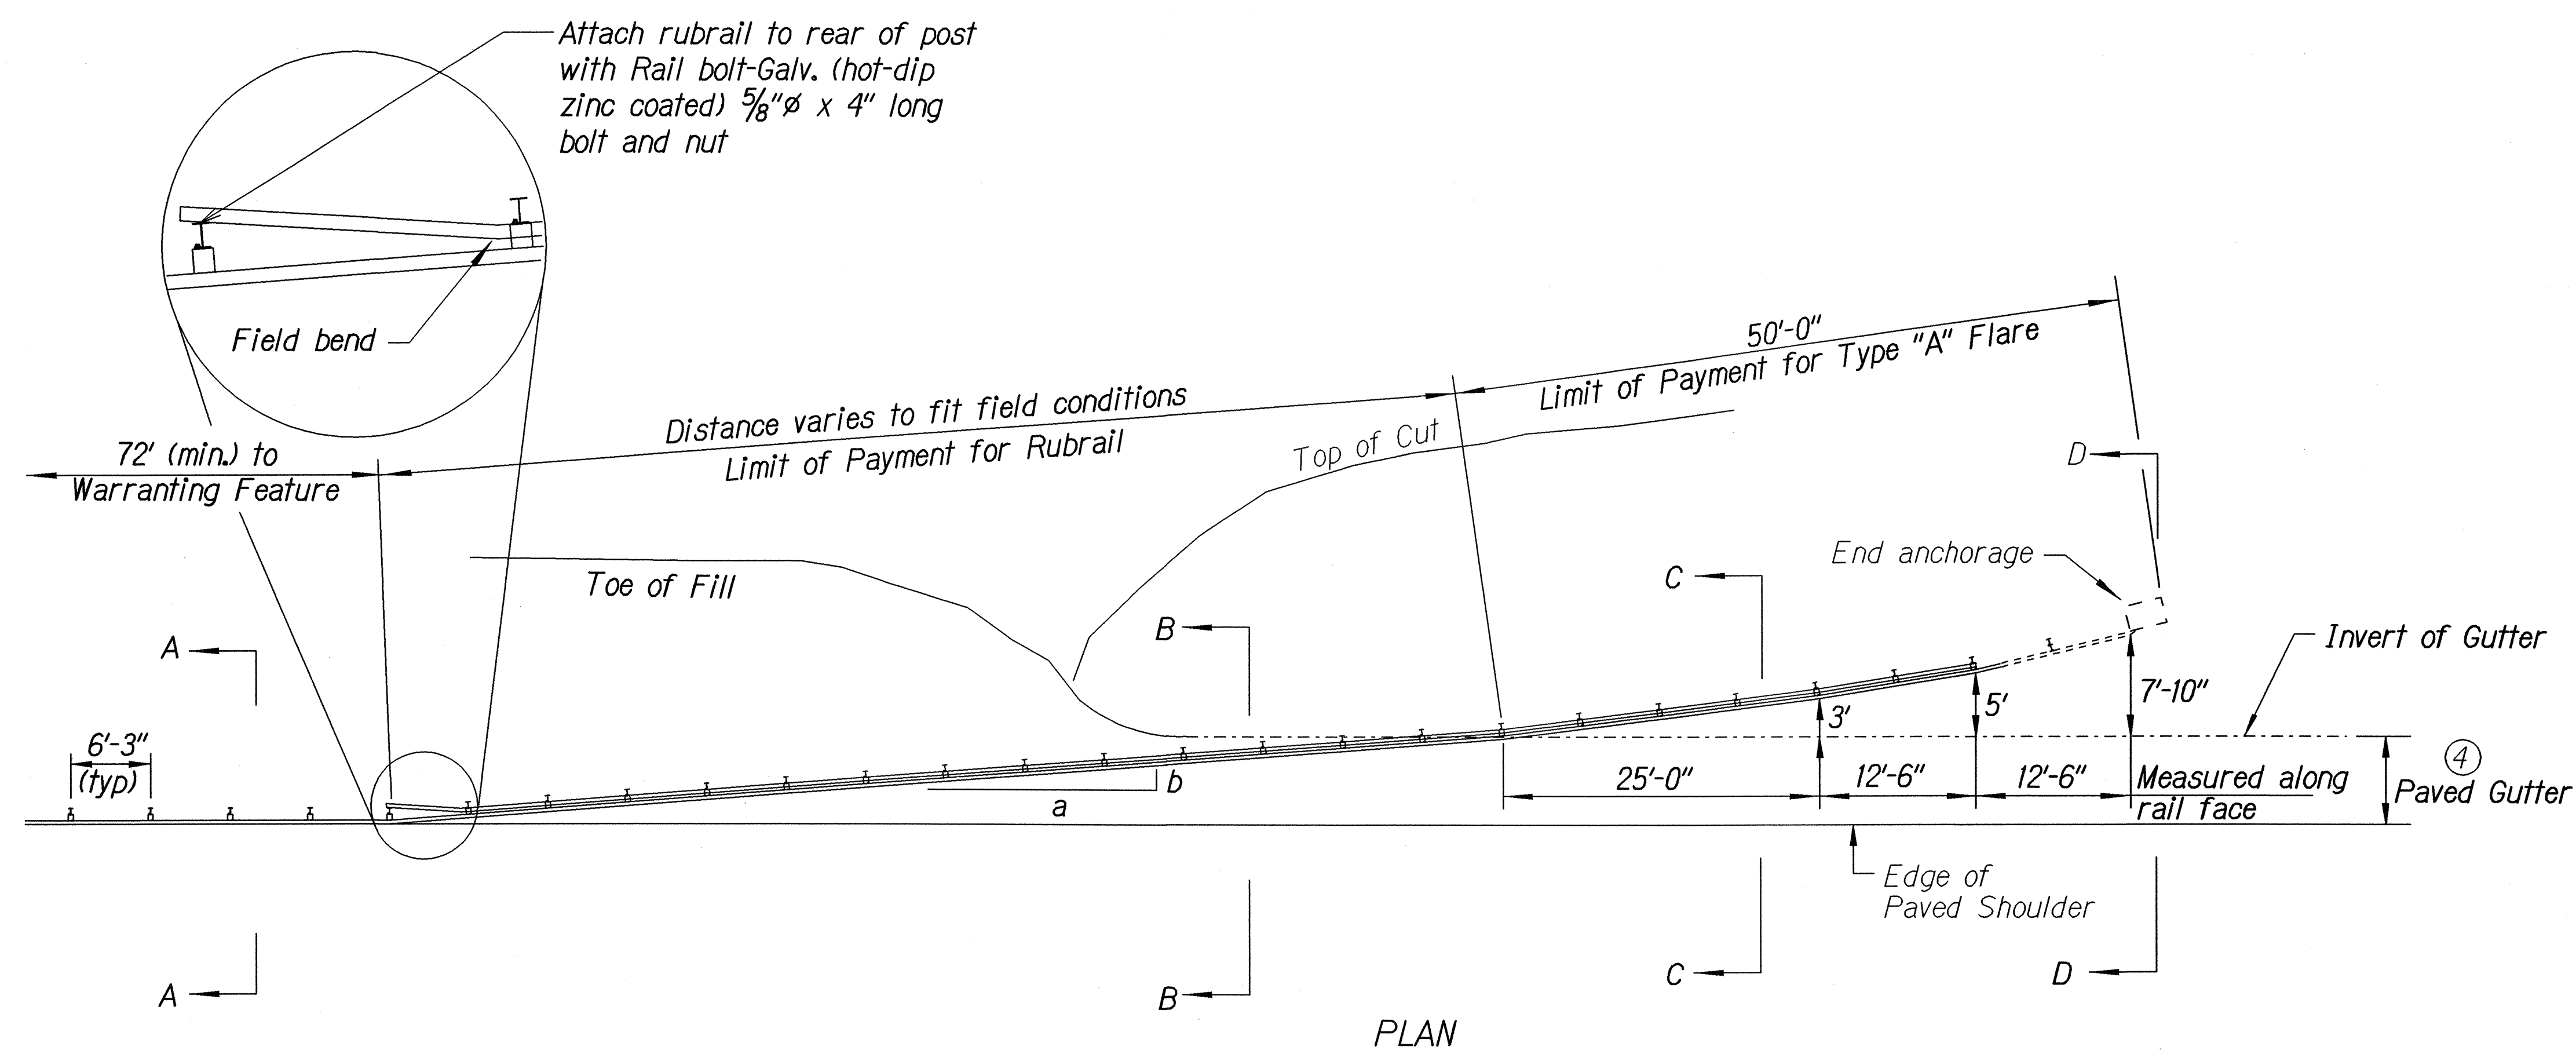 Attach rubrail to rear of post
with Rail bolt-Galv. (hot-dip
zinc coated) 5/8"ø x 4" long
bolt and nut
Field bend
50'-0"
Limit of Payment for Type "A" Flare
Distance varies to fit field conditions
Limit of Payment for Rubrail
72' (min.) to
Warranting Feature
Top of Cut
D
End anchorage
Toe of Fill
C
B
A
Invert of Gutter
7'-10"
5'
3'
6'-3"
(typ)
b
a
25'-0"
12'-6"
12'-6"
Measured along
rail face
4
Paved Gutter
Edge of
Paved Shoulder
A
B
C
D
PLAN